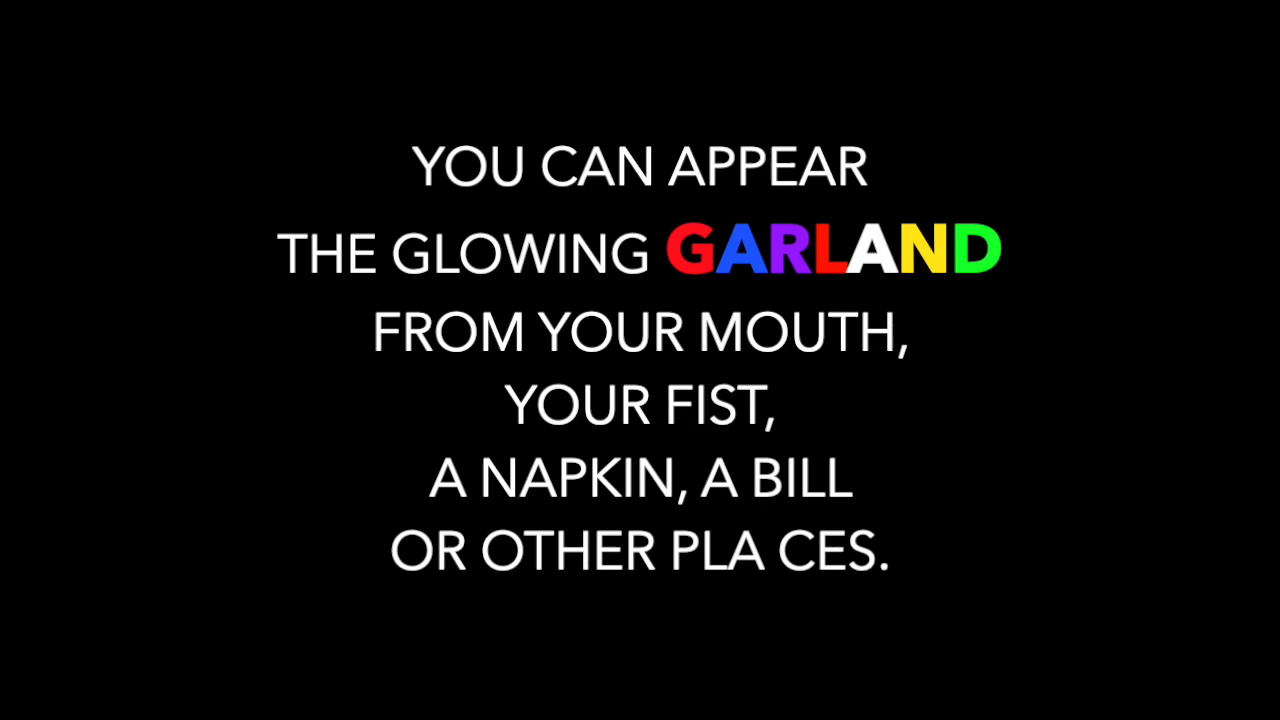 YOU CAN APPEAR
THE GLOWING GARLAND
FROM YOUR MOUTH,
YOUR FIST,
A NAPKIN, A BILL
OR OTHER PLA CES.